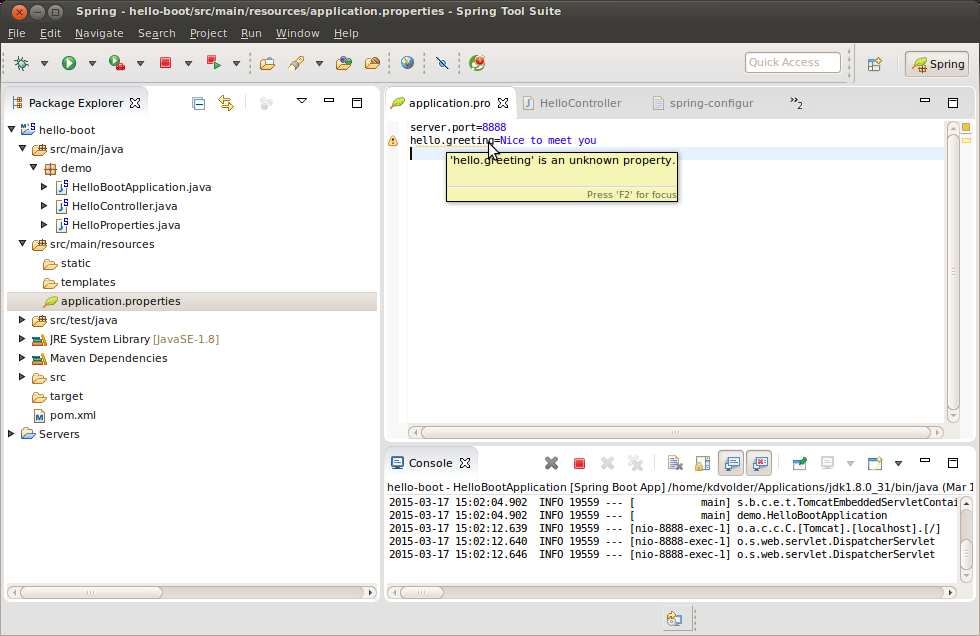 Spring - hello-boot/src/main/resources/application.properties - Spring Tool Suite
File Edit Navigate Search Project Run Window Help
Quick Access
Spring
Package Explorer
hello-boot
src/main/java
demo
HelloBootApplication.java
HelloController.java
HelloProperties.java
src/main/resources
static
templates
application.properties
src/test/java
JRE System Library [JavaSE-1.8]
Maven Dependencies
src
target
pom.xml
Servers
application.pro HelloController spring-configur »2
server.port=8888
hello.greeting=Nice to meet you
'hello.greeting' is an unknown property.
Press 'F2' for focus
Console
hello-boot - HelloBootApplication [Spring Boot App] /home/kdvolder/Applications/jdk1.8.0_31/bin/java (Mar 1
2015-03-17 15:02:04.902 INFO 19559 --- [ main] s.b.c.e.t.TomcatEmbeddedServletContai
2015-03-17 15:02:04.902 INFO 19559 --- [ main] demo.HelloBootApplication
2015-03-17 15:02:12.639 INFO 19559 --- [nio-8888-exec-1] o.a.c.c.C.[Tomcat].[localhost].[/]
2015-03-17 15:02:12.640 INFO 19559 --- [nio-8888-exec-1] o.s.web.servlet.DispatcherServlet
2015-03-17 15:02:12.646 INFO 19559 --- [nio-8888-exec-1] o.s.web.servlet.DispatcherServlet